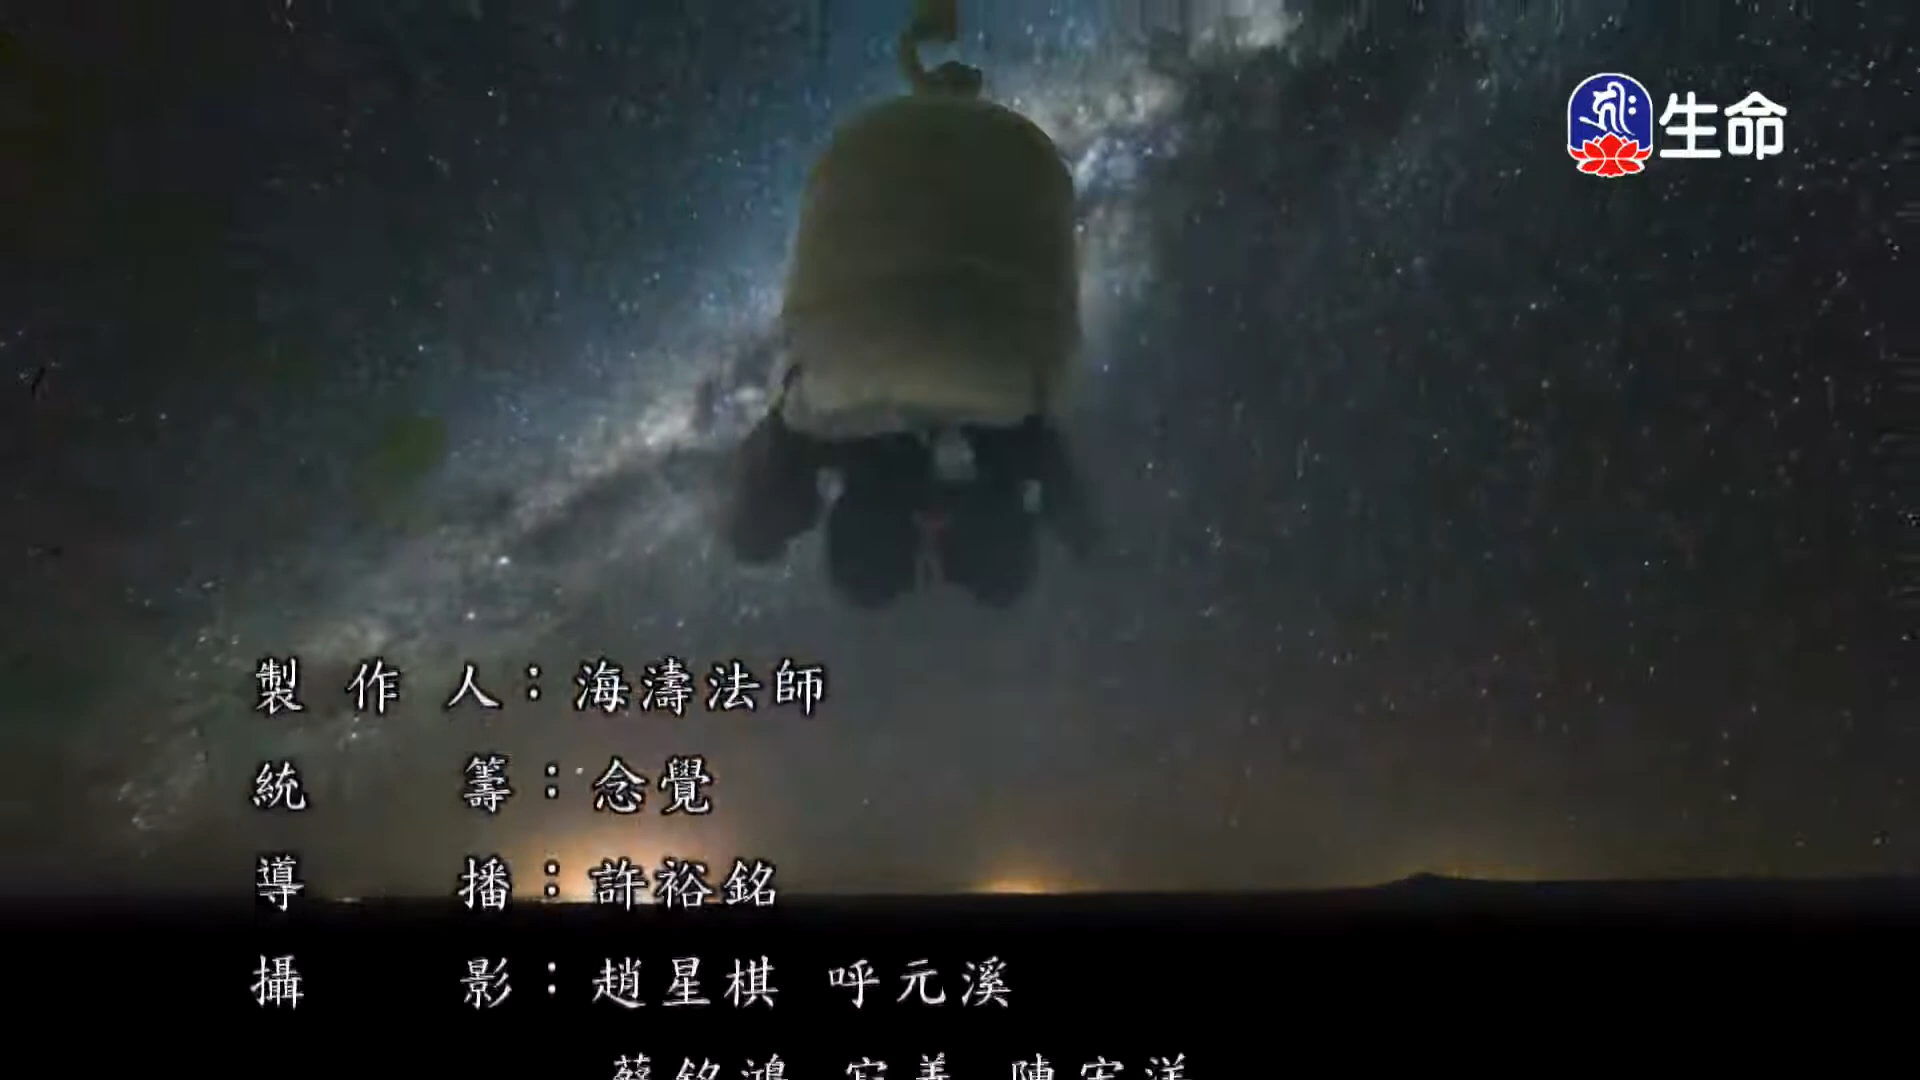 生命
製作人：海濤法師
統籌：念覺
導播：許裕銘
攝影：趙星棋 呼元溪